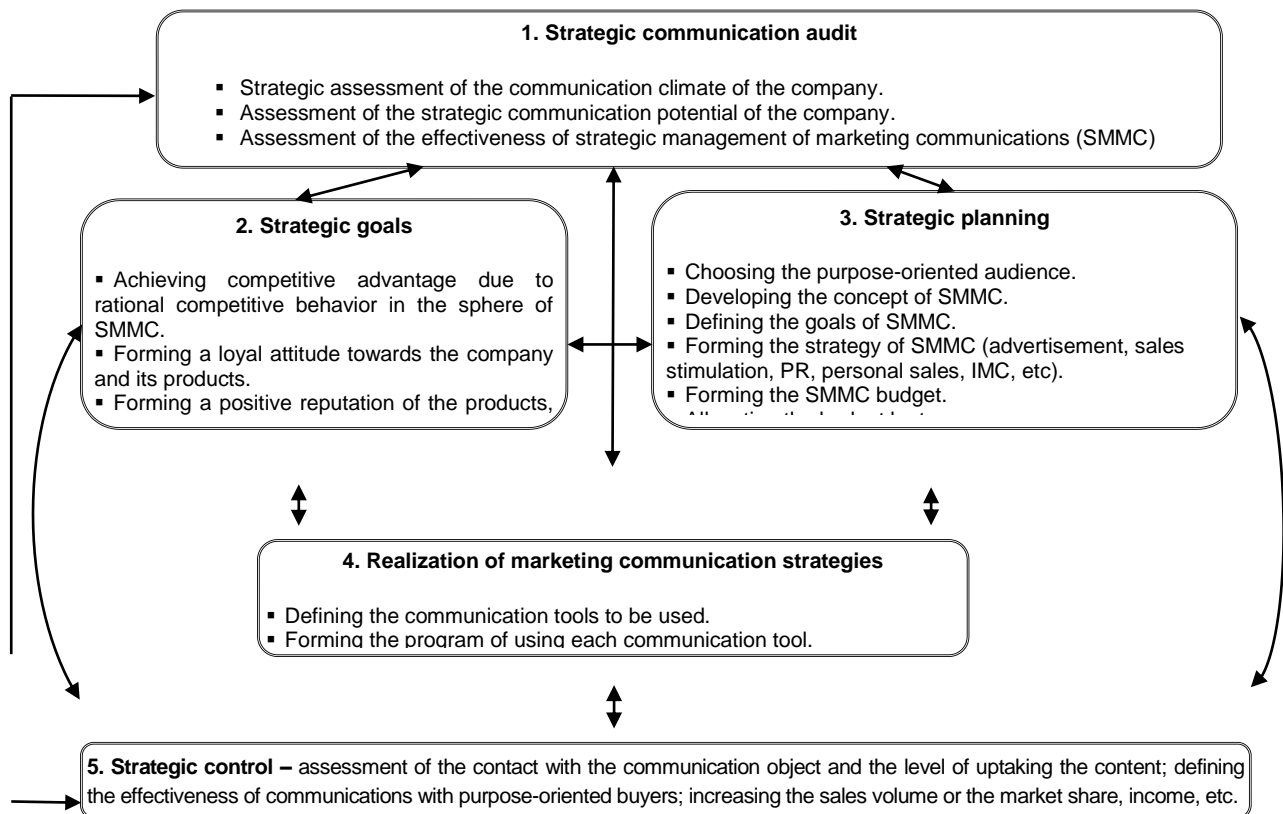 1. Strategic communication audit
▪ Strategic assessment of the communication climate of the company.
▪ Assessment of the strategic communication potential of the company.
▪ Assessment of the effectiveness of strategic management of marketing communications (SMMC)
2. Strategic goals
▪ Achieving competitive advantage due to
rational competitive behavior in the sphere of
SMMC.
▪ Forming a loyal attitude towards the company
and its products.
▪ Forming a positive reputation of the products,
3. Strategic planning
▪ Choosing the purpose-oriented audience.
▪ Developing the concept of SMMC.
▪ Defining the goals of SMMC.
▪ Forming the strategy of SMMC (advertisement, sales
stimulation, PR, personal sales, IMC, etc).
▪ Forming the SMMC budget.
4. Realization of marketing communication strategies
▪ Defining the communication tools to be used.
▪ Forming the program of using each communication tool.
5. Strategic control – assessment of the contact with the communication object and the level of uptaking the content; defining
the effectiveness of communications with purpose-oriented buyers; increasing the sales volume or the market share, income, etc.